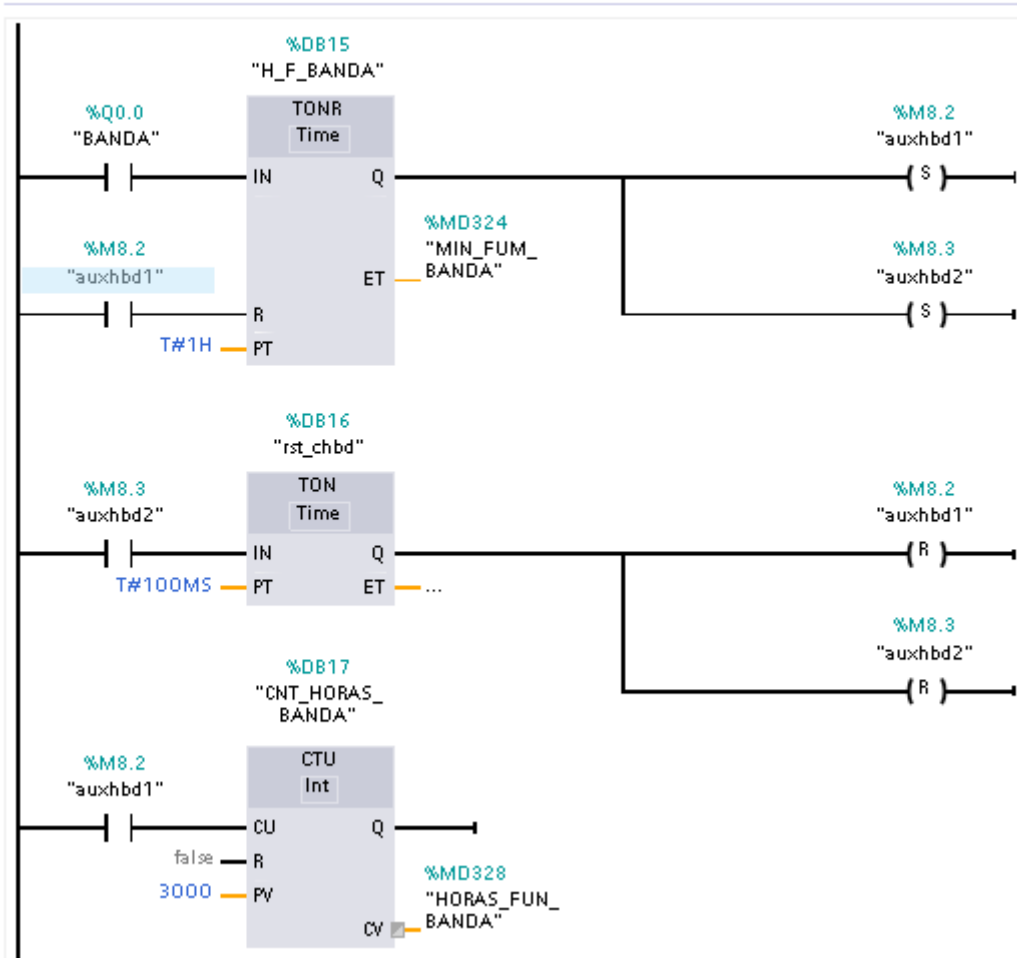 %DB15
"H_F_BANDA"
%Q0.0
"BANDA"
TONR
Time
%M8.2
"auxhbd1"
IN
Q
( S )
%MD324
"MIN_FUM_
BANDA"
%M8.2
"auxhbd1"
%M8.3
"auxhbd2"
ET
R
( S )
T#1H
PT
%DB16
"rst_chbd"
%M8.3
"auxhbd2"
TON
Time
%M8.2
"auxhbd1"
IN
Q
( R )
T#100MS
PT
ET
...
%M8.3
"auxhbd2"
( R )
%DB17
"CNT_HORAS_
BANDA"
%M8.2
"auxhbd1"
CTU
Int
CU
Q
false
R
%MD328
"HORAS_FUN_
BANDA"
3000
PV
CV